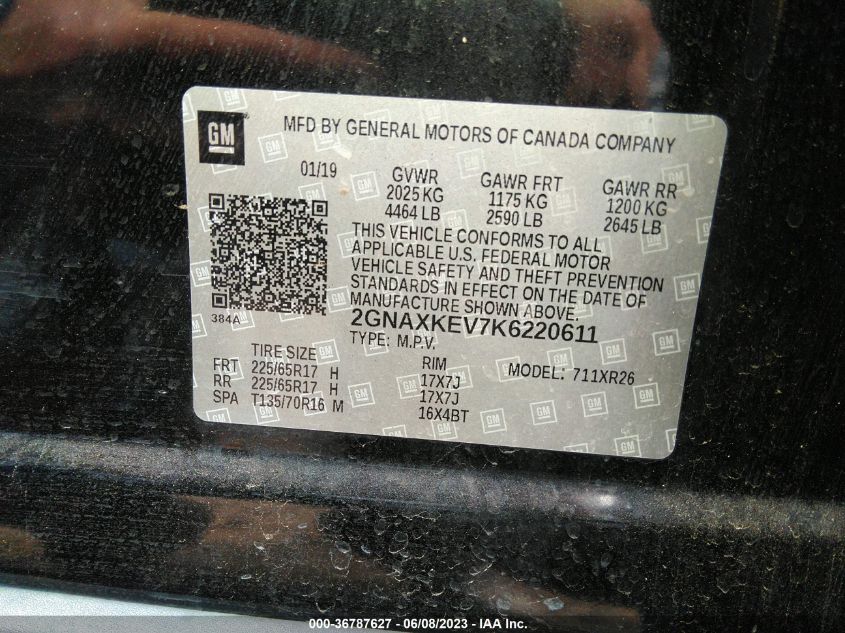 GM
MFD BY GENERAL MOTORS OF CANADA COMPANY
01/19 GVWR GAWR FRT GAWR RR
2025 KG 1175 KG 1200 KG
4464 LB 2590 LB 2645 LB
THIS VEHICLE CONFORMS TO ALL
APPLICABLE U.S. FEDERAL MOTOR
VEHICLE SAFETY AND THEFT PREVENTION
STANDARDS IN EFFECT ON THE DATE OF
MANUFACTURE SHOWN ABOVE.
384A
2GNAXKEV7K6220611
TYPE: M.P.V.
TIRE SIZE RIM MODEL: 711XR26
FRT 225/65R17 H 17X7J
RR 225/65R17 H 17X7J
SPA T135/70R16 M 16X4BT
000-36787627 - 06/08/2023 - IAA Inc.